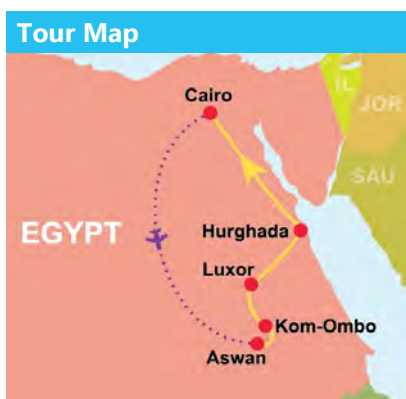 Tour Map
Cairo
IL
JOR
SAU
EGYPT
Hurghada
Luxor
Kom-Ombo
Aswan